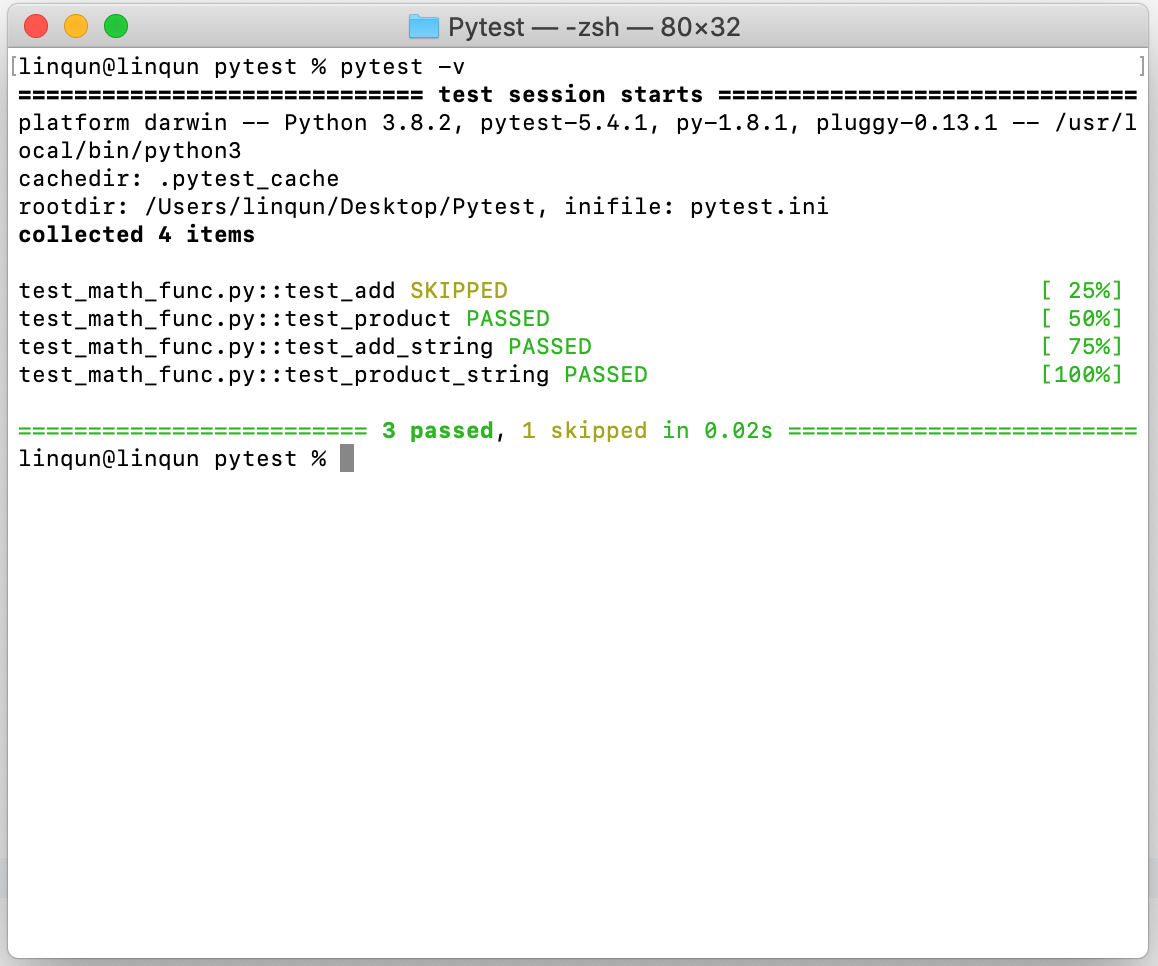 Pytest — -zsh — 80×32
[linqun@linqun pytest % pytest -v ]
============================= test session starts ==============================
platform darwin -- Python 3.8.2, pytest-5.4.1, py-1.8.1, pluggy-0.13.1 -- /usr/l
ocal/bin/python3
cachedir: .pytest_cache
rootdir: /Users/linqun/Desktop/Pytest, inifile: pytest.ini
collected 4 items
test_math_func.py::test_add SKIPPED [ 25%]
test_math_func.py::test_product PASSED [ 50%]
test_math_func.py::test_add_string PASSED [ 75%]
test_math_func.py::test_product_string PASSED [100%]
========================= 3 passed, 1 skipped in 0.02s =========================
linqun@linqun pytest %